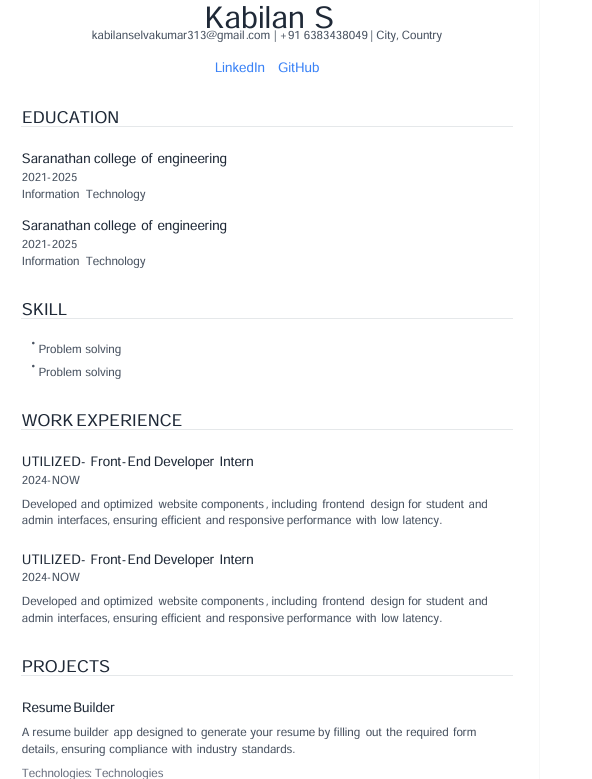 Kabilan S
kabilanselvakumar313@gmail.com | +91 6383438049 | City, Country
LinkedIn GitHub
EDUCATION
Saranathan college of engineering
2021-2025
Information Technology
Saranathan college of engineering
2021-2025
Information Technology
SKILL
• Problem solving
• Problem solving
WORK EXPERIENCE
UTILIZED- Front-End Developer Intern
2024-NOW
Developed and optimized website components, including frontend design for student and
admin interfaces, ensuring efficient and responsive performance with low latency.
UTILIZED- Front-End Developer Intern
2024-NOW
Developed and optimized website components, including frontend design for student and
admin interfaces, ensuring efficient and responsive performance with low latency.
PROJECTS
Resume Builder
A resume builder app designed to generate your resume by filling out the required form
details, ensuring compliance with industry standards.
Technologies: Technologies